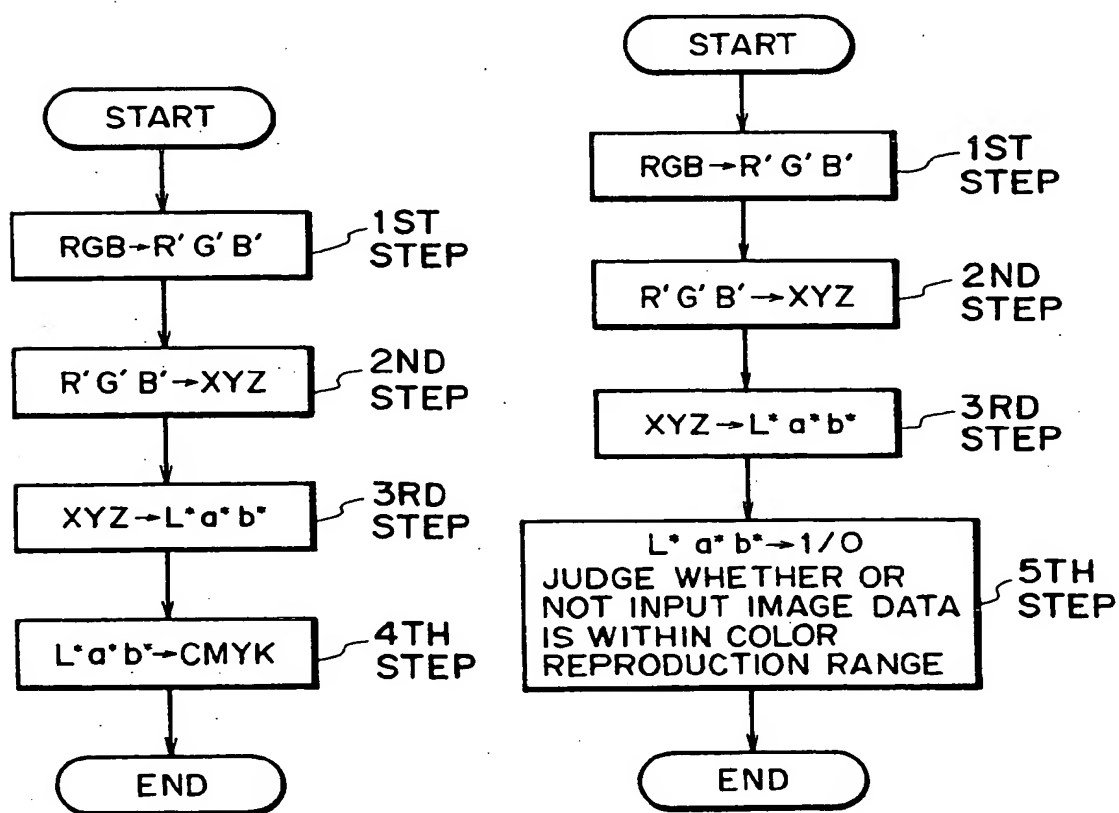 START
RGB→R' G' B'
1ST
STEP
R' G' B'→XYZ
2ND
STEP
XYZ→L* a* b*
3RD
STEP
L* a* b*→CMYK
4TH
STEP
END
START
RGB→R' G' B'
1ST
STEP
R' G' B'→XYZ
2ND
STEP
XYZ→L* a* b*
3RD
STEP
L* a* b*→1/0
JUDGE WHETHER OR
NOT INPUT IMAGE DATA
IS WITHIN COLOR
REPRODUCTION RANGE
5TH
STEP
END